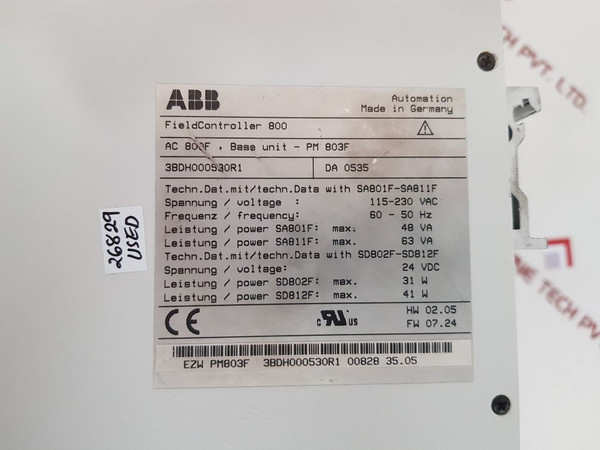 ABB
Automation
Made in Germany
FieldController 800
AC 800F , Base unit - PM 803F
3BDH000530R1 DA 0535
Techn.Dat.mit/techn.Data with SA801F-SA811F
Spannung / voltage : 115-230 VAC
Frequenz / frequency: 60 - 50 Hz
Leistung / power SA801F: max. 48 VA
Leistung / power SA811F: max. 63 VA
Techn.Dat.mit/techn.Data with SD802F-SD812F
Spannung / voltage: 24 VDC
Leistung / power SD802F: max. 31 W
Leistung / power SD812F: max. 41 W
CE
C US
HW 02.05
FW 07.24
EZW PM803F 3BDH000530R1 00828 35.05
26829
USED
TECH PVT. LTD.